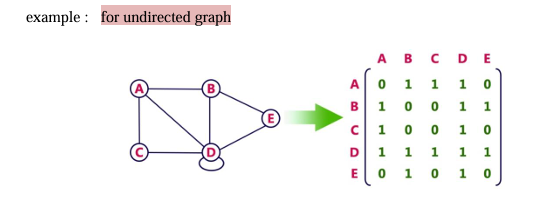 example : for undirected graph
A B C D E
A B A 0 1 1 1 0
B 1 0 0 1 1
E
C 1 0 0 1 0
C D D 1 1 1 1 1
E 0 1 0 1 0